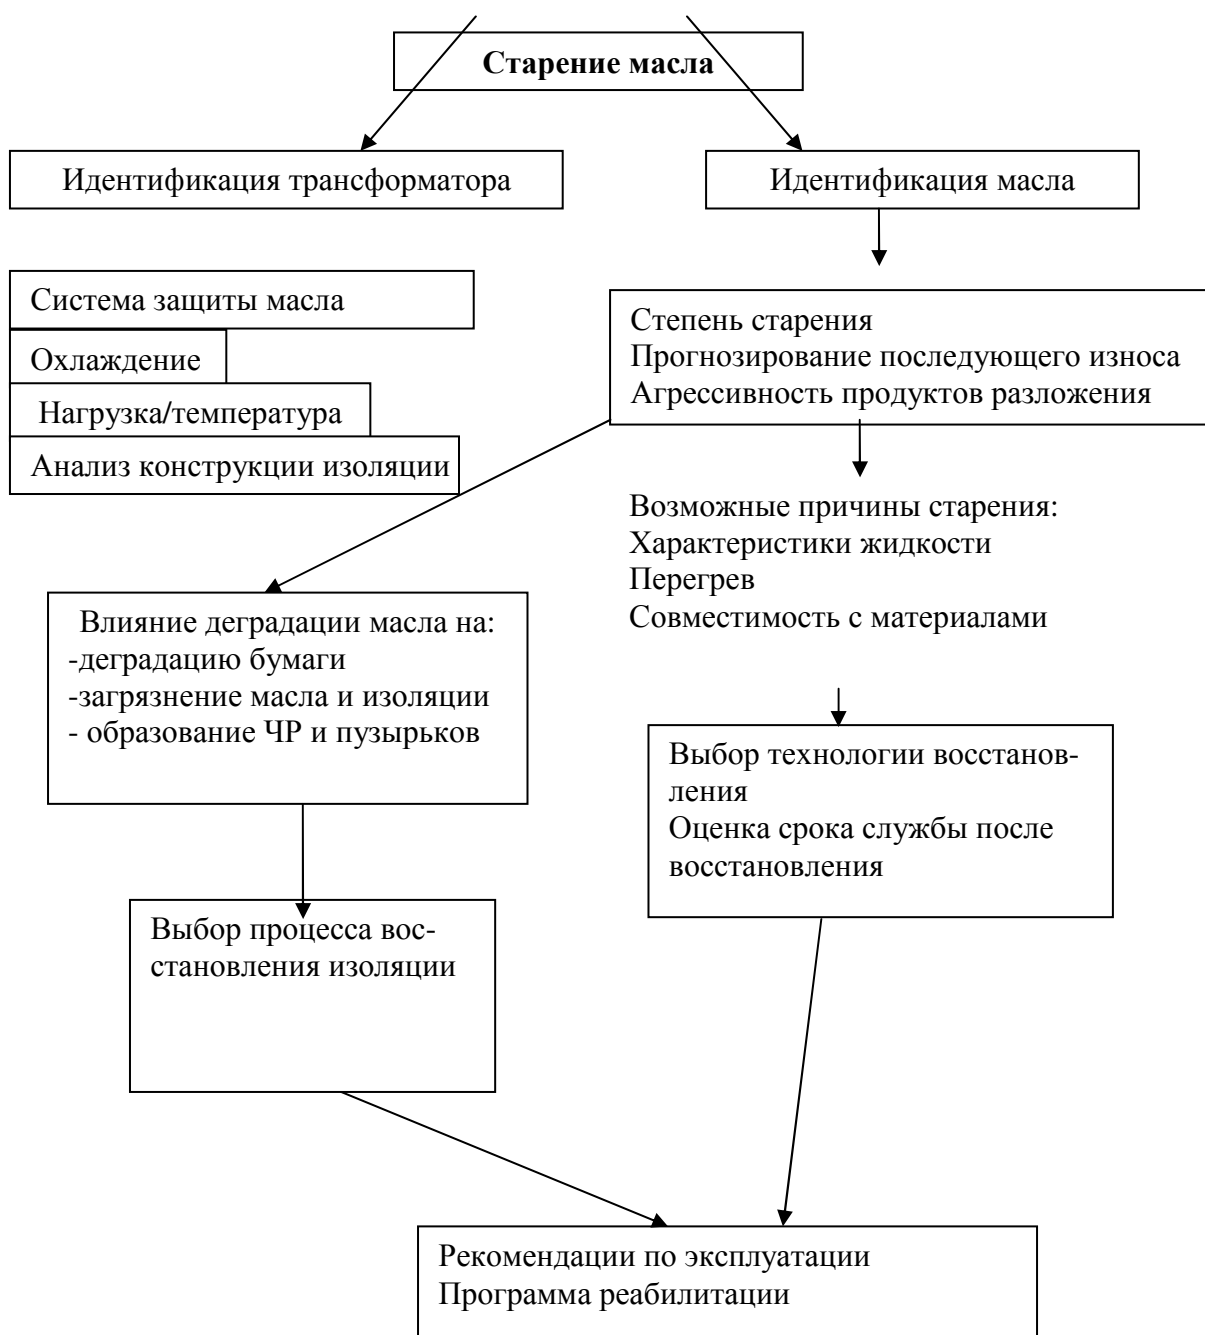 Старение масла
Идентификация трансформатора
Идентификация масла
Система защиты масла
Охлаждение
Нагрузка/температура
Анализ конструкции изоляции
Степень старения
Прогнозирование последующего износа
Агрессивность продуктов разложения
Возможные причины старения:
Характеристики жидкости
Перегрев
Совместимость с материалами
Влияние деградации масла на:
-деградацию бумаги
-загрязнение масла и изоляции
- образование ЧР и пузырьков
Выбор технологии восстанов-
ления
Оценка срока службы после
восстановления
Выбор процесса вос-
становления изоляции
Рекомендации по эксплуатации
Программа реабилитации